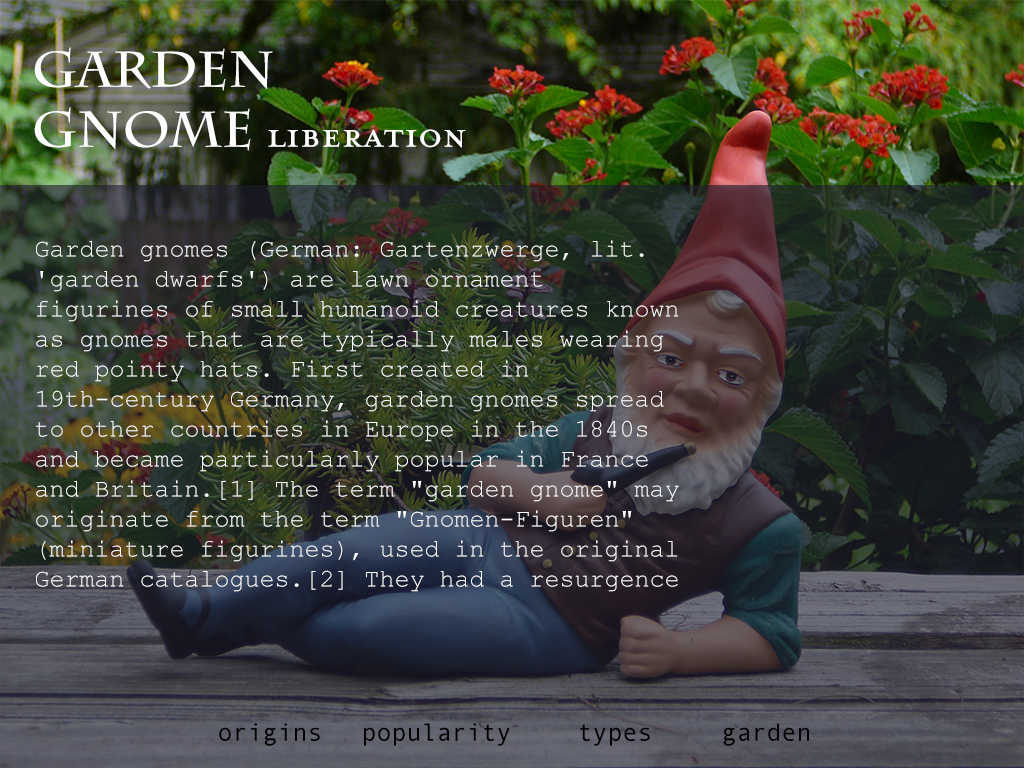 GARDEN
GNOME LIBERATION
Garden gnomes (German: Gartenzwerge, lit.
'garden dwarfs') are lawn ornament
figurines of small humanoid creatures known
as gnomes that are typically males wearing
red pointy hats. First created in
19th-century Germany, garden gnomes spread
to other countries in Europe in the 1840s
and became particularly popular in France
and Britain.[1] The term "garden gnome" may
originate from the term "Gnomen-Figuren"
(miniature figurines), used in the original
German catalogues.[2] They had a resurgence
origins popularity types garden